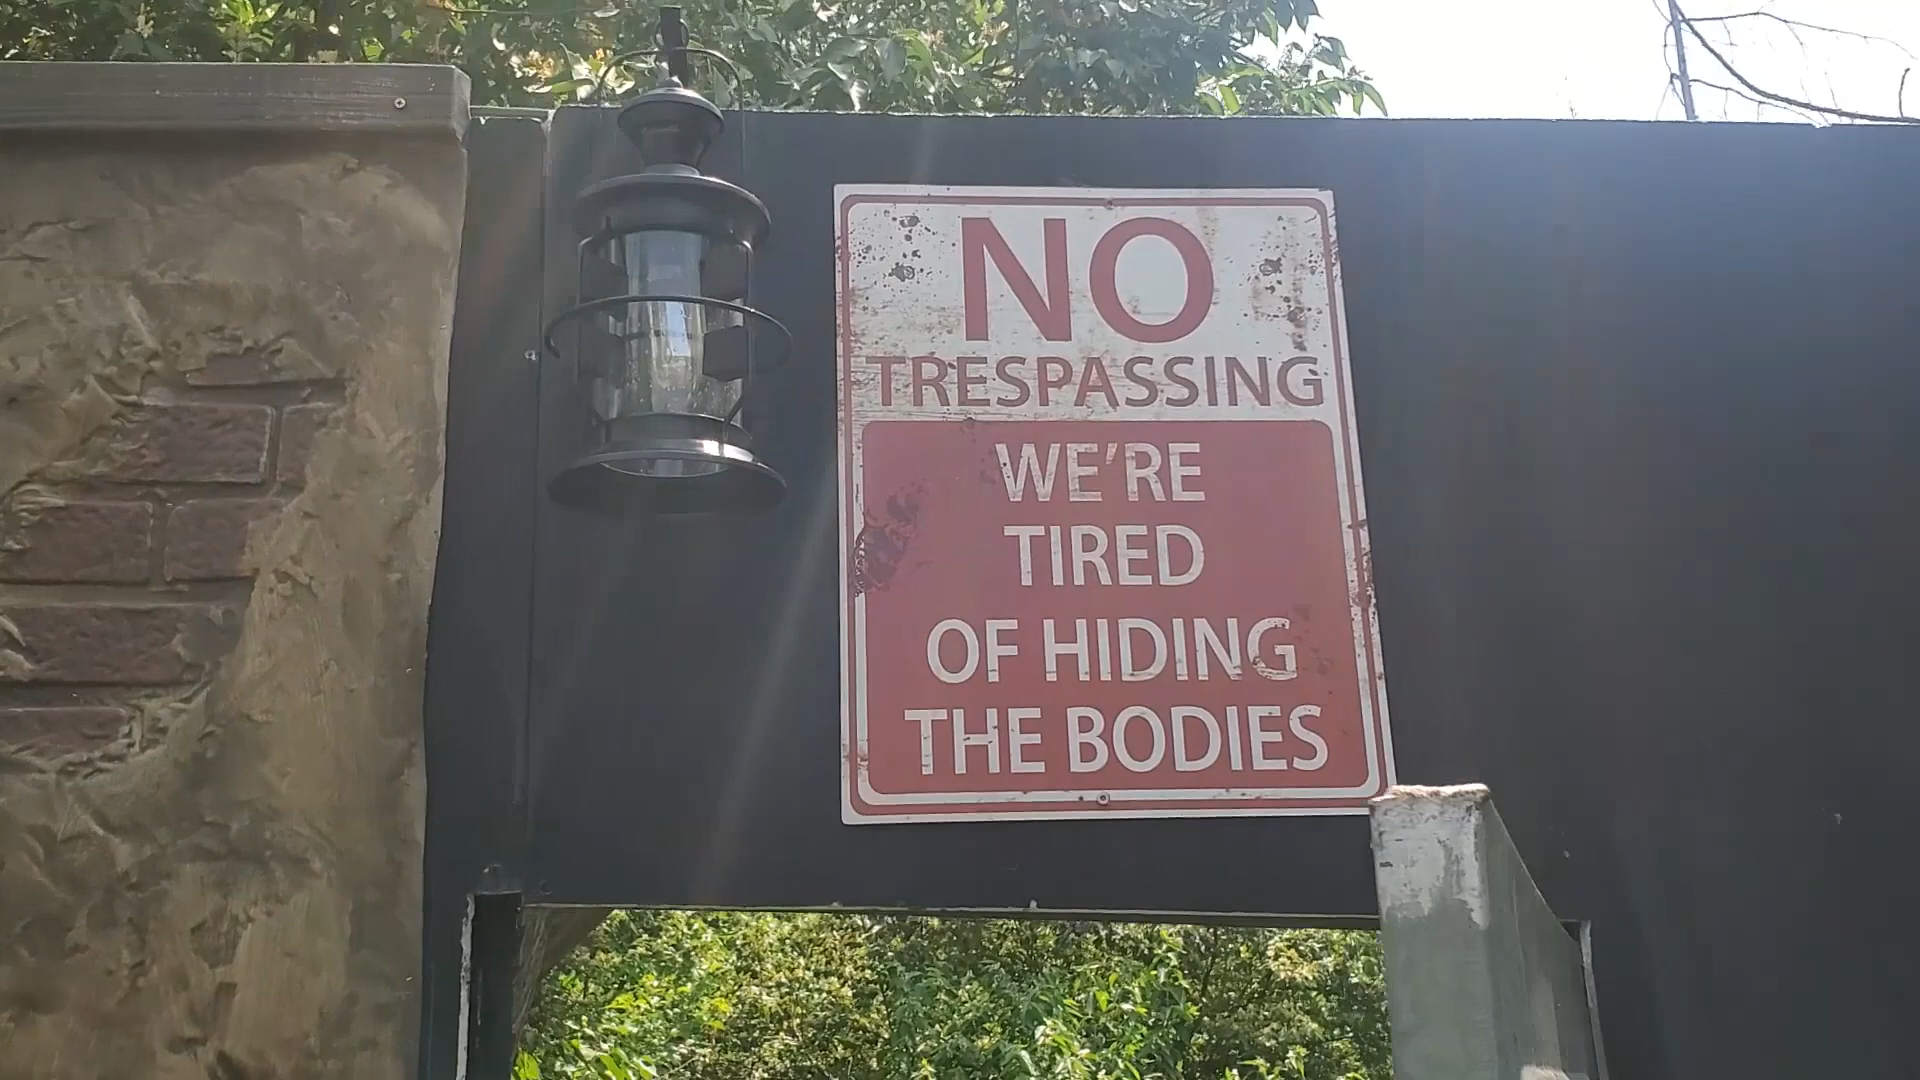 NO
TRESPASSING
WE'RE
TIRED
OF HIDING
THE BODIES